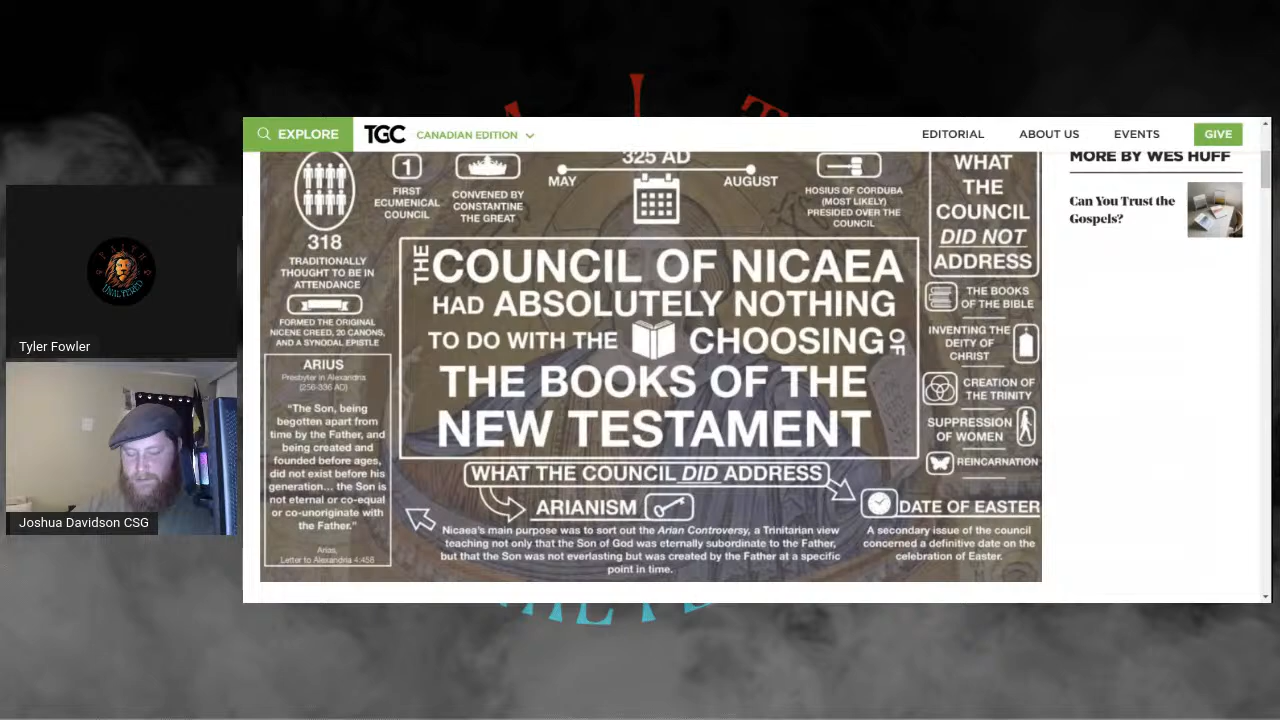 EXPLORE
TGC
CANADIAN EDITION
EDITORIAL
ABOUT US
EVENTS
GIVE
MORE BY WES HUFF
Can You Trust the
Gospels?
1
FIRST
ECUMENICAL
COUNCIL
CONVENED BY
CONSTANTINE
THE GREAT
325 AD
MAY
AUGUST
HOSIUS OF CORDUBA
(MOST LIKELY)
PRESIDED OVER THE
COUNCIL
318
TRADITIONALLY
THOUGHT TO BE IN
ATTENDANCE
FORMED THE ORIGINAL
NICENE CREED, 20 CANONS,
AND A SYNODAL EPISTLE
ARIUS
Presbyter in Alexandria
(256-336 AD)
"The Son, being
begotten apart from
time by the Father, and
being created and
founded before ages,
did not exist before his
generation... the Son is
not eternal or co-equal
or co-unoriginate with
the Father."
Arias,
Letter to Alexandria 4:458
THE COUNCIL OF NICAEA
HAD ABSOLUTELY NOTHING
TO DO WITH THE CHOOSING OF
THE BOOKS OF THE
NEW TESTAMENT
WHAT THE COUNCIL DID ADDRESS
ARIANISM
Nicaea's main purpose was to sort out the Arian Controversy, a Trinitarian view
teaching not only that the Son of God was eternally subordinate to the Father,
but that the Son was not everlasting but was created by the Father at a specific
point in time.
DATE OF EASTER
A secondary issue of the council
concerned a definitive date on the
celebration of Easter.
WHAT
THE
COUNCIL
DID NOT
ADDRESS
THE BOOKS
OF THE BIBLE
INVENTING THE
DEITY OF
CHRIST
CREATION OF
THE TRINITY
SUPPRESSION
OF WOMEN
REINCARNATION
UNALTERED
Tyler Fowler
Joshua Davidson CSG